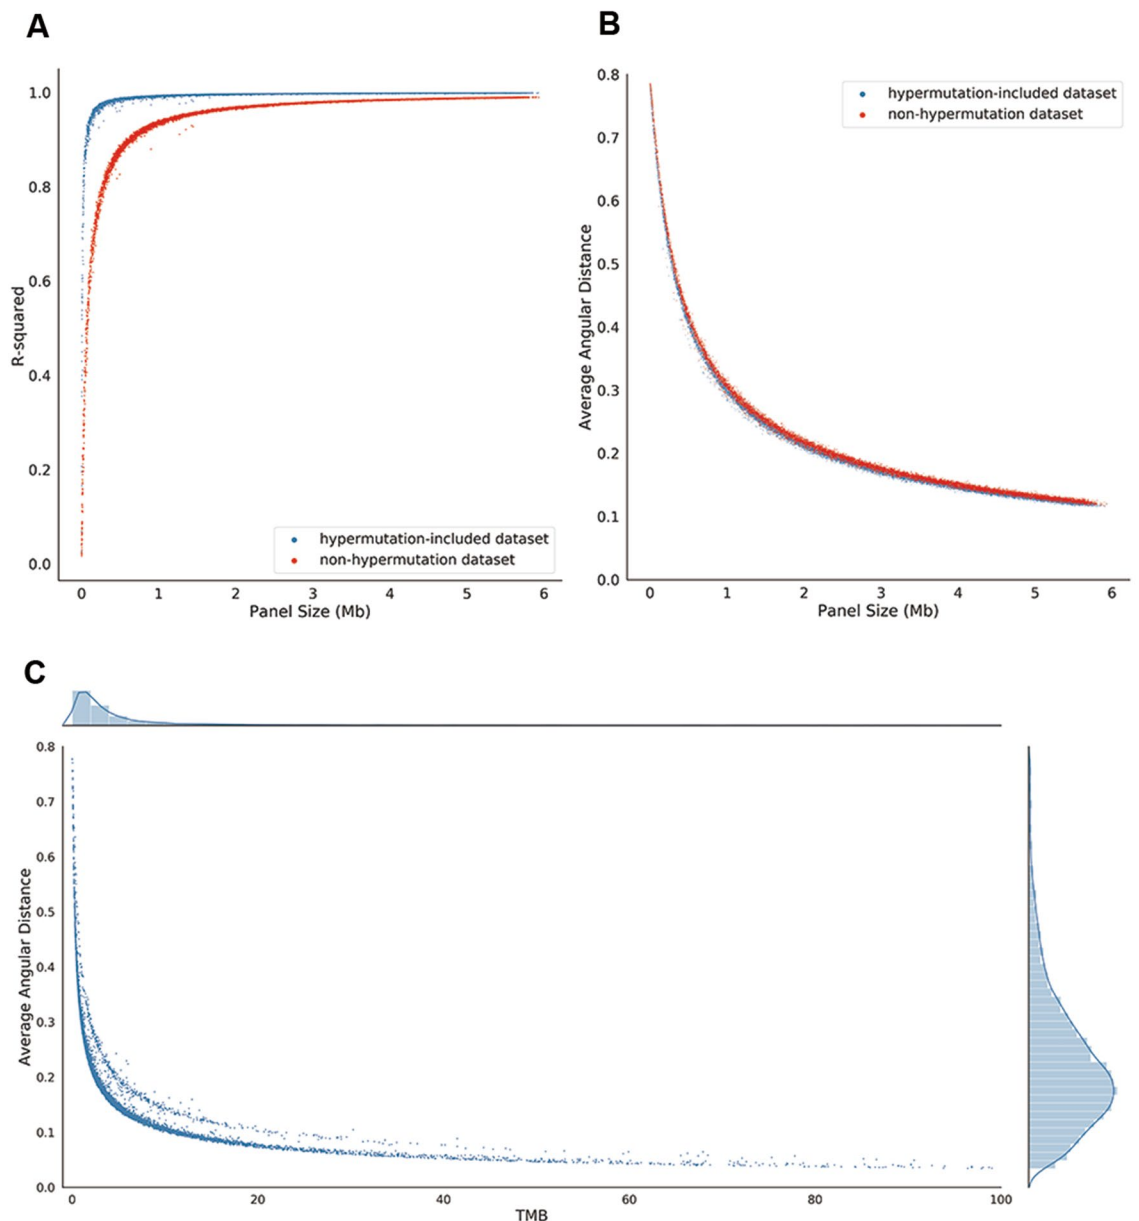 A
1.0
0.8
0.6
0.4
0.2
0.0
R-squared
hypermutation-included dataset
non-hypermutation dataset
0 1 2 3 4 5 6
Panel Size (Mb)
B
0.8
0.7
0.6
0.5
0.4
0.3
0.2
0.1
0.0
Average Angular Distance
hypermutation-included dataset
non-hypermutation dataset
0 1 2 3 4 5 6
Panel Size (Mb)
C
0.8
0.7
0.6
0.5
0.4
0.3
0.2
0.1
0.0
Average Angular Distance
0 20 40 60 80 100
TMB